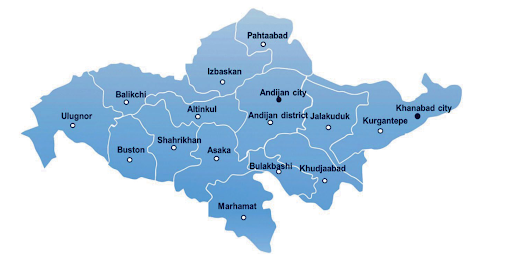 Pahtaabad
Izbaskan
Andijan city
Balikchi
Altinkul
Khanabad city
Ulugnor
Andijan district
Jalakuduk
Kurgantepe
Shahrikhan
Buston
Asaka
Bulakbashi
Khudjaabad
Marhamat